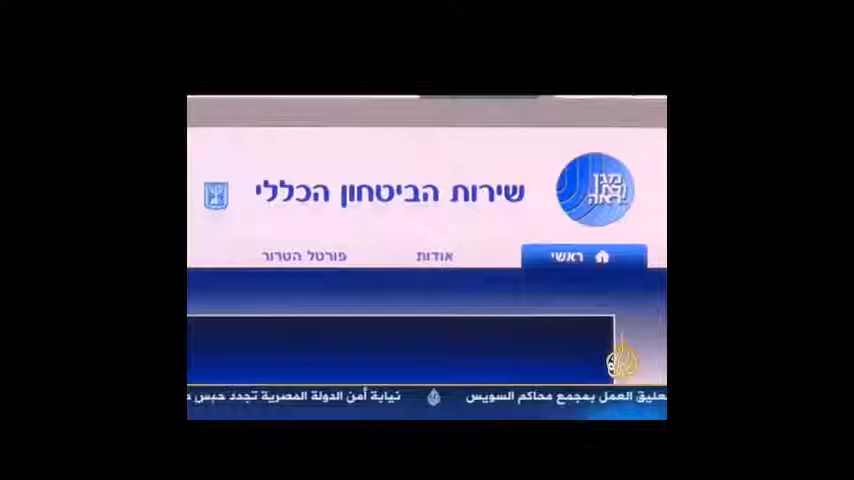 מגן
ולא
יראה
שירות הביטחון הכללי
ראשי
אודות
פורטל הטרור
تعليق العمل بمجمع محاكم السويس
نيابة أمن الدولة المصرية تجدد حبس